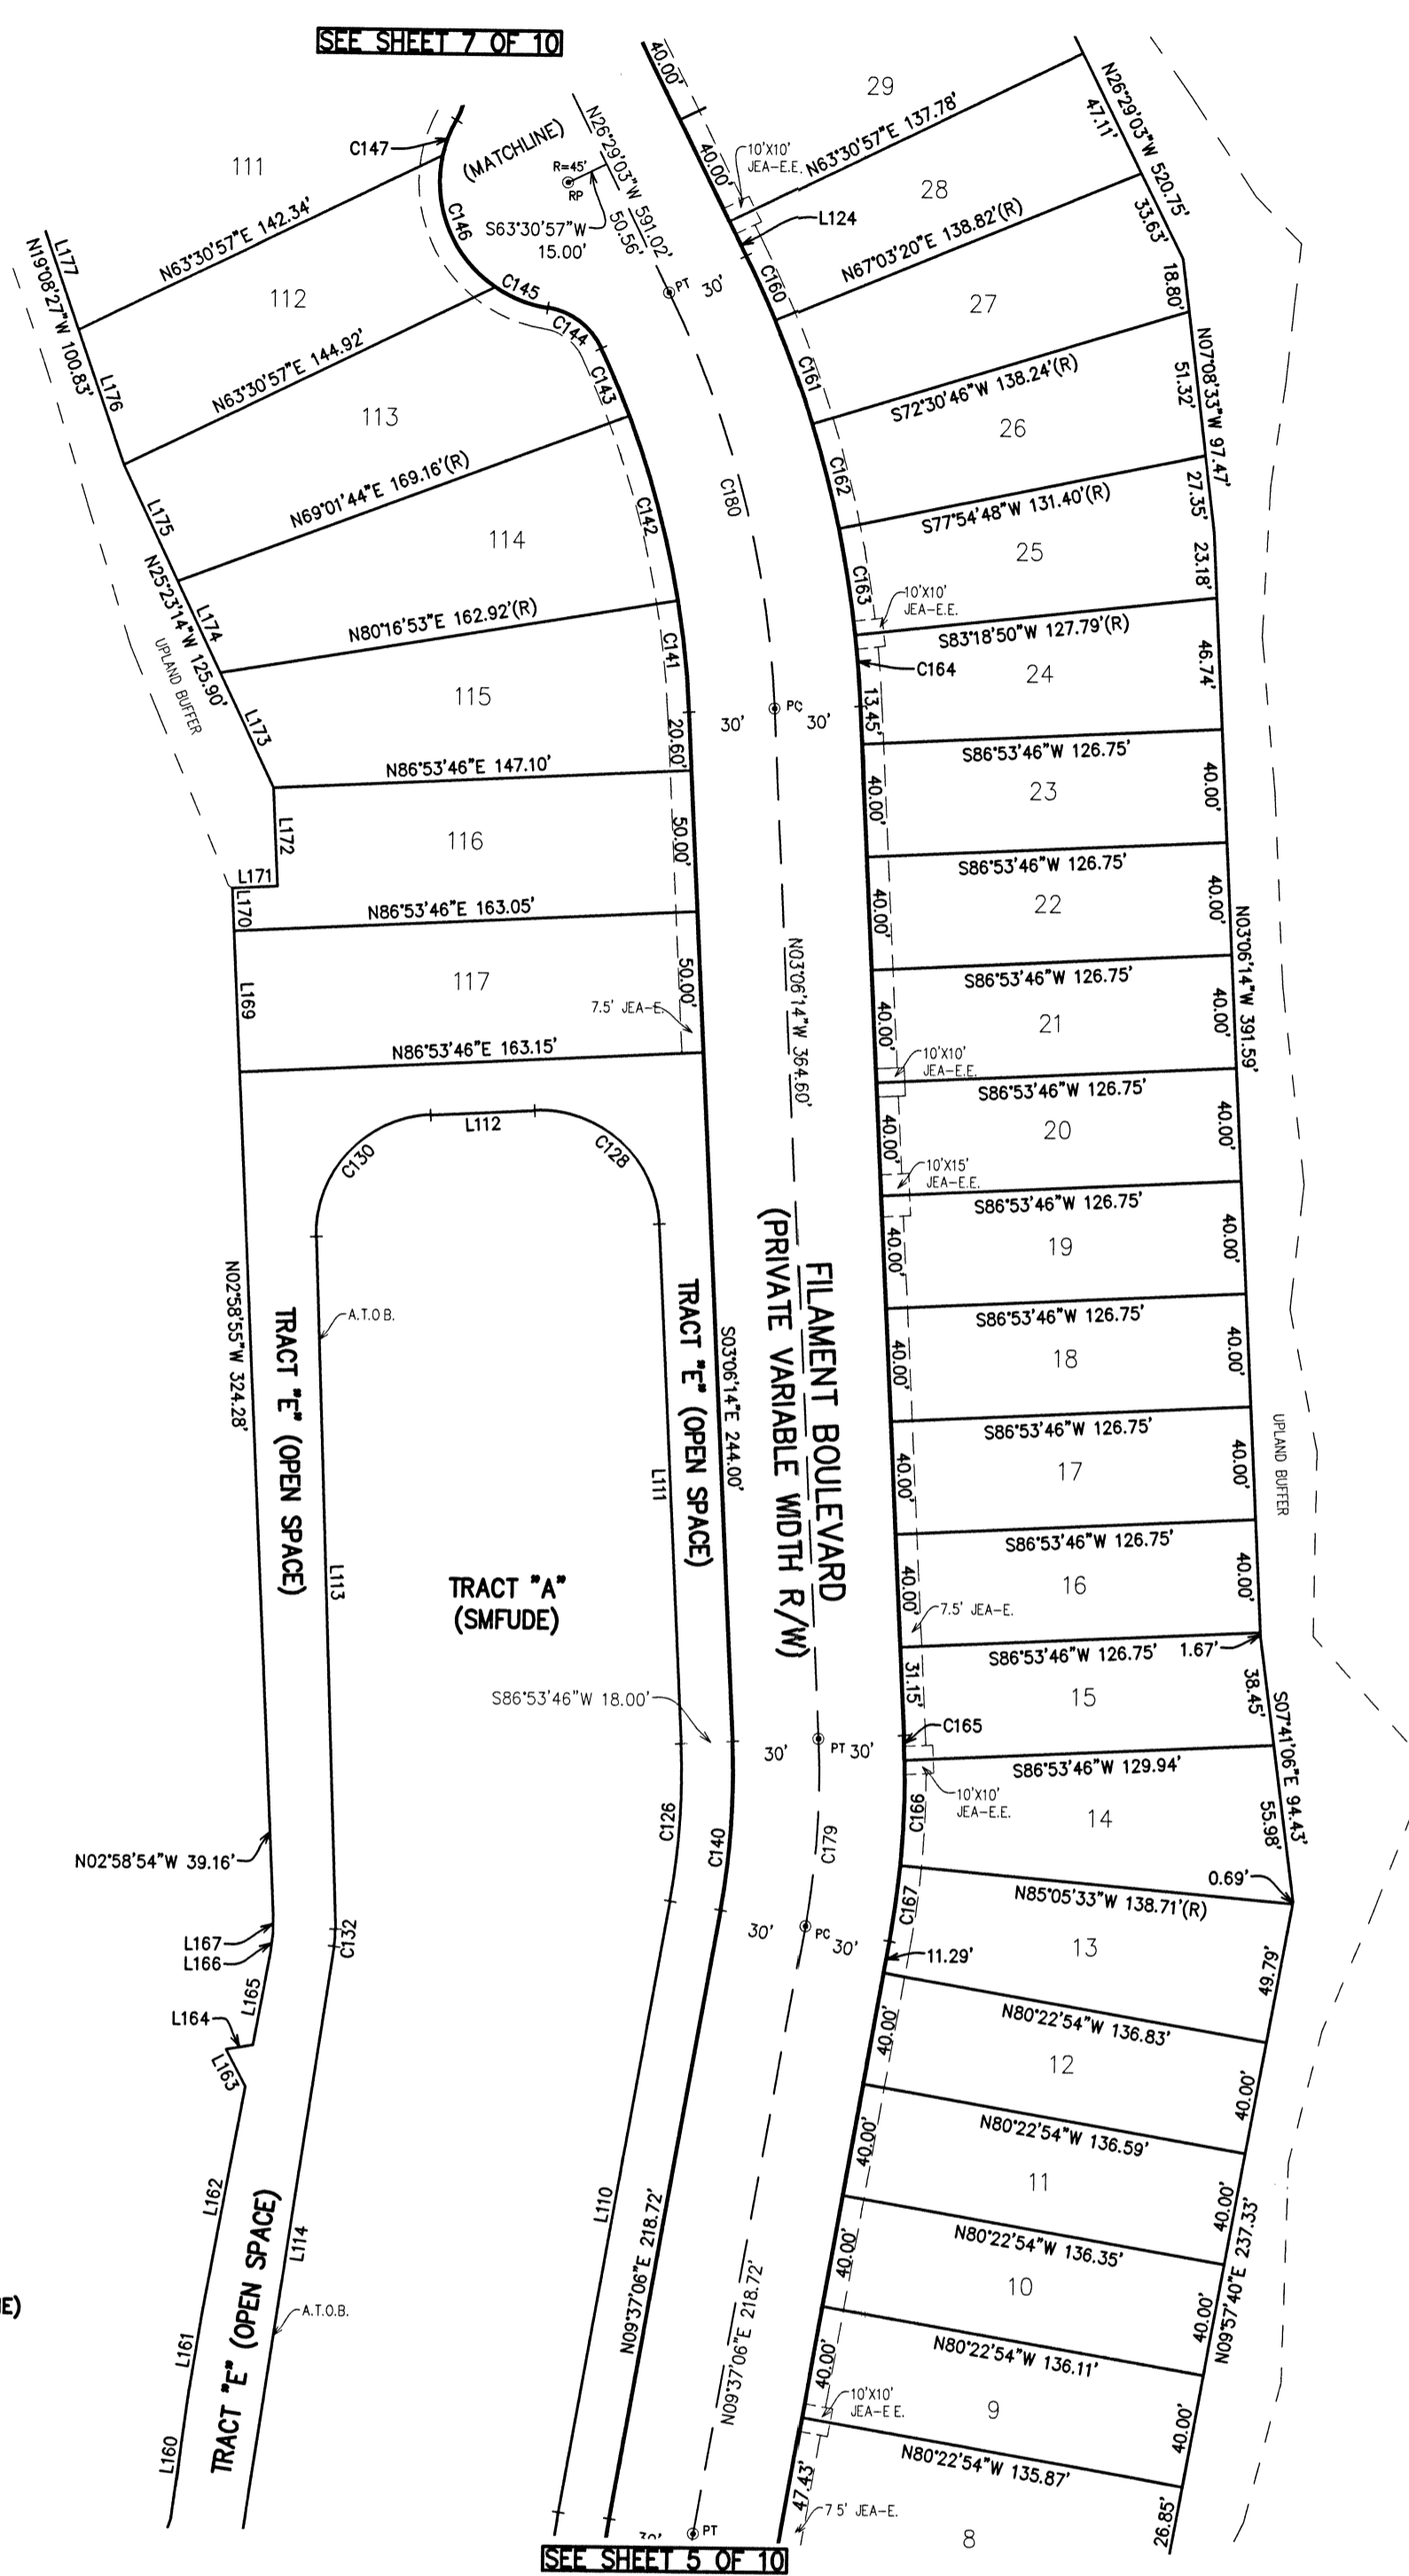 SEE SHEET 7 OF 10
(MATCHLINE)
R=45'
RP
S63°30'57"W
15.00'
N26°29'03"W 591.02'
50.56'
PT 30'
40.00'
40.00'
10'X10'
JEA-E.E.
29
N63°30'57"E 137.78'
N26°29'03"W 520.75'
47.11'
28
L124
33.63'
N67°03'20"E 138.82'(R)
C160
27
18.80'
N07°08'33"W 97.47'
C161
S72°30'46"W 138.24'(R)
51.32'
26
C162
27.35'
S77°54'48"W 131.40'(R)
25
23.18'
C163
10'X10'
JEA-E.E.
S83°18'50"W 127.79'(R)
C164
24
46.74'
13.45'
S86°53'46"W 126.75'
23
40.00'
40.00'
S86°53'46"W 126.75'
22
40.00'
40.00'
N03°06'14"W 391.59'
S86°53'46"W 126.75'
21
40.00'
40.00'
10'X10'
JEA-E.E.
S86°53'46"W 126.75'
20
40.00'
40.00'
10'X15'
JEA-E.E.
S86°53'46"W 126.75'
19
40.00'
40.00'
S86°53'46"W 126.75'
18
40.00'
40.00'
S86°53'46"W 126.75'
17
40.00'
40.00'
UPLAND BUFFER
S86°53'46"W 126.75'
16
40.00'
40.00'
7.5' JEA-E.
S86°53'46"W 126.75'
1.67'
15
31.15'
38.45'
S07°41'06"E 94.43'
C165
S86°53'46"W 129.94'
10'X10'
JEA-E.E.
C166
14
55.98'
0.69'
N85°05'33"W 138.71'(R)
C167
13
11.29'
49.79'
N80°22'54"W 136.83'
12
40.00'
40.00'
N80°22'54"W 136.59'
11
40.00'
40.00'
N80°22'54"W 136.35'
10
40.00'
40.00'
N09°57'40"E 237.33'
N80°22'54"W 136.11'
9
40.00'
40.00'
10'X10'
JEA-E E.
N80°22'54"W 135.87'
47.43'
7 5' JEA-E.
8
26.85'
111
C147
L177
N19°08'27"W 100.83'
N63°30'57"E 142.34'
C146
112
L176
C145
C144
N63°30'57"E 144.92'
C143
113
L175
N69°01'44"E 169.16'(R)
N25°23'14"W 125.90'
C142
114
L174
UPLAND BUFFER
N80°16'53"E 162.92'(R)
C141
115
L173
20.60'
N86°53'46"E 147.10'
L172
116
50.00'
L171
L170
N86°53'46"E 163.05'
L169
117
50.00'
7.5' JEA-E.
N86°53'46"E 163.15'
C180
30'
PC 30'
N03°06'14"W 364.60'
FILAMENT BOULEVARD
(PRIVATE VARIABLE WIDTH R/W)
L112
C130
C128
A.T.O B.
N02°58'55"W 324.28'
TRACT "E" (OPEN SPACE)
L113
TRACT "A"
(SMFUDE)
L111
TRACT "E" (OPEN SPACE)
S03°06'14"E 244.00'
S86°53'46"W 18.00'
30'
PT 30'
C126
C140
C179
30'
PC 30'
N02°58'54"W 39.16'
L167
L166
C132
L165
L164
L163
L162
L161
L160
L114
TRACT "E" (OPEN SPACE)
A.T.O.B.
L110
N09°37'06"E 218.72'
N09°37'06"E 218.72'
E)
30'
PT
SEE SHEET 5 OF 10